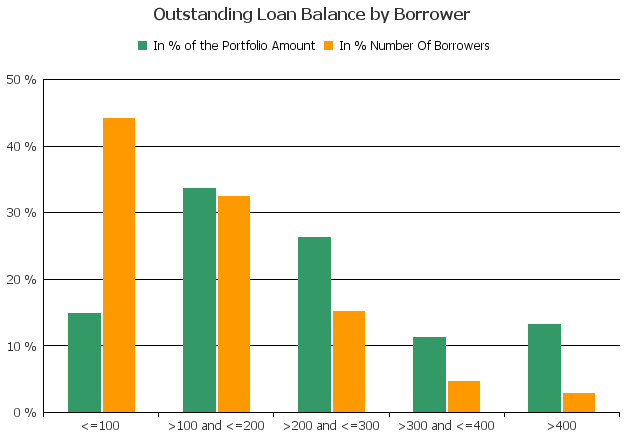 Outstanding Loan Balance by Borrower
In % of the Portfolio Amount In % Number Of Borrowers
50 %
40 %
30 %
20 %
10 %
0 %
<=100 >100 and <=200 >200 and <=300 >300 and <=400 >400